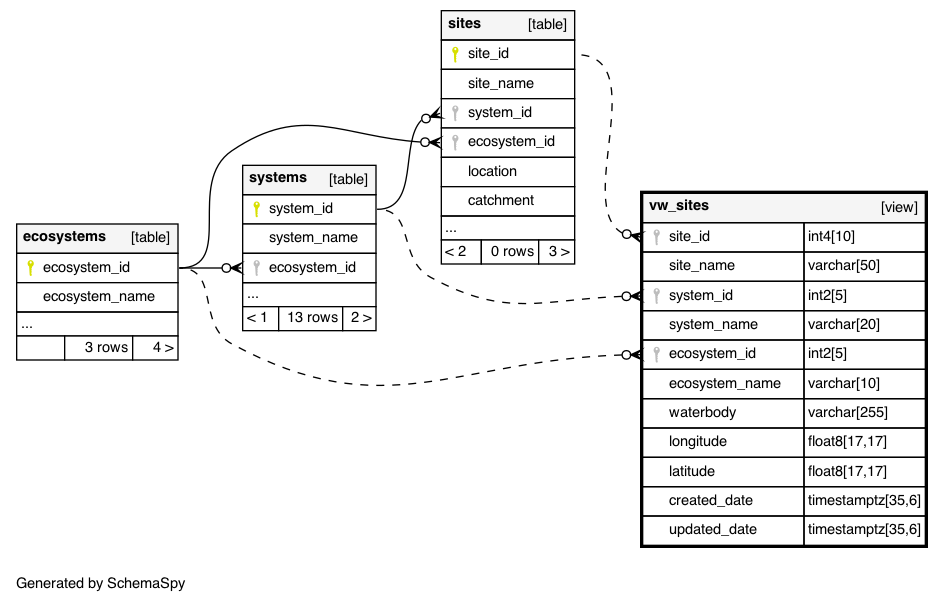 sites [table]
site_id
site_name
system_id
ecosystem_id
location
catchment
...
< 2 0 rows 3 >
systems [table]
system_id
system_name
ecosystem_id
...
< 1 13 rows 2 >
ecosystems [table]
ecosystem_id
ecosystem_name
...
3 rows 4 >
vw_sites [view]
site_id int4[10]
site_name varchar[50]
system_id int2[5]
system_name varchar[20]
ecosystem_id int2[5]
ecosystem_name varchar[10]
waterbody varchar[255]
longitude float8[17,17]
latitude float8[17,17]
created_date timestamptz[35,6]
updated_date timestamptz[35,6]
Generated by SchemaSpy